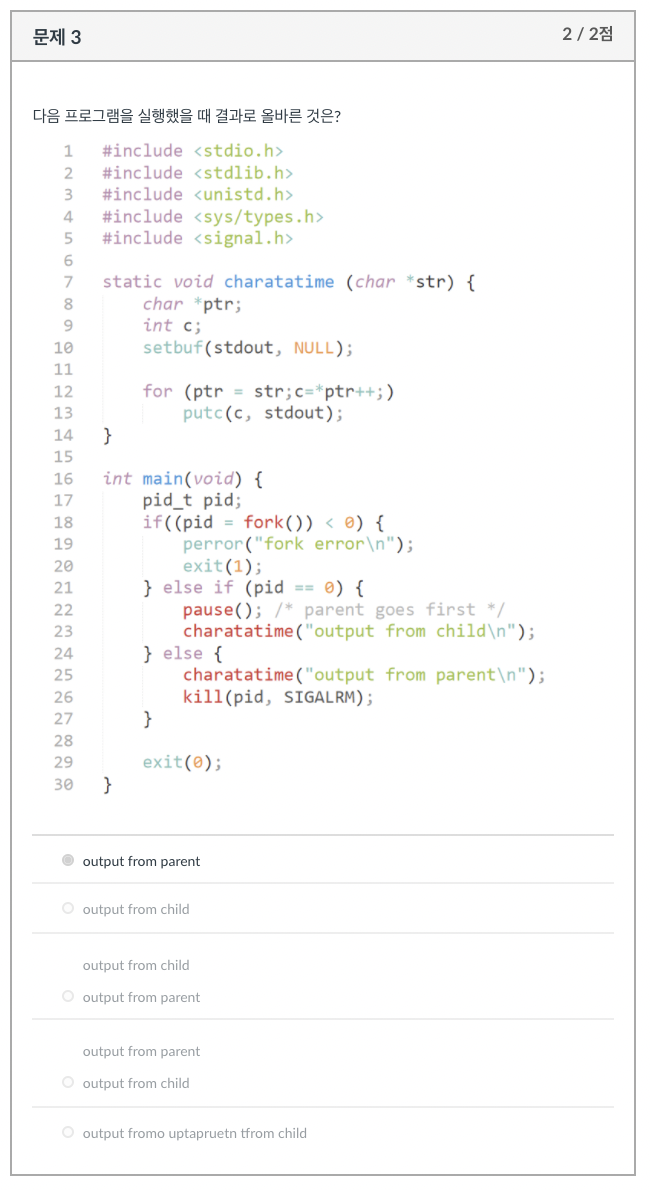 문제 3
2 / 2점
다음 프로그램을 실행했을 때 결과로 올바른 것은?
1 #include <stdio.h>
2 #include <stdlib.h>
3 #include <unistd.h>
4 #include <sys/types.h>
5 #include <signal.h>
6
7 static void charatatime (char *str) {
8     char *ptr;
9     int c;
10     setbuf(stdout, NULL);
11
12     for (ptr = str;c=*ptr++;)
13         putc(c, stdout);
14 }
15
16 int main(void) {
17     pid_t pid;
18     if((pid = fork()) < 0) {
19         perror("fork error\n");
20         exit(1);
21     } else if (pid == 0) {
22         pause(); /* parent goes first */
23         charatatime("output from child\n");
24     } else {
25         charatatime("output from parent\n");
26         kill(pid, SIGALRM);
27     }
28
29     exit(0);
30 }
output from parent
output from child
output from child
output from parent
output from parent
output from child
output fromo uptapruetn tfrom child